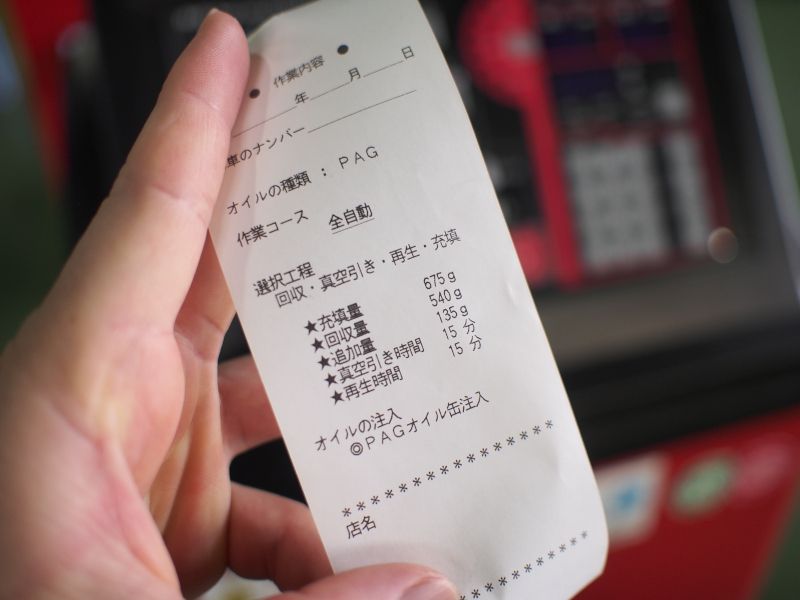 ● 作業内容 ●
年 月 日
車のナンバー
オイルの種類 : PAG
作業コース 全自動
選択工程
回収・真空引き・再生・充填
★充填量 675g
★回収量 540g
★追加量 135g
★真空引き時間 15 分
★再生時間 15 分
オイルの注入
◎PAGオイル缶注入
****************
店名
****************